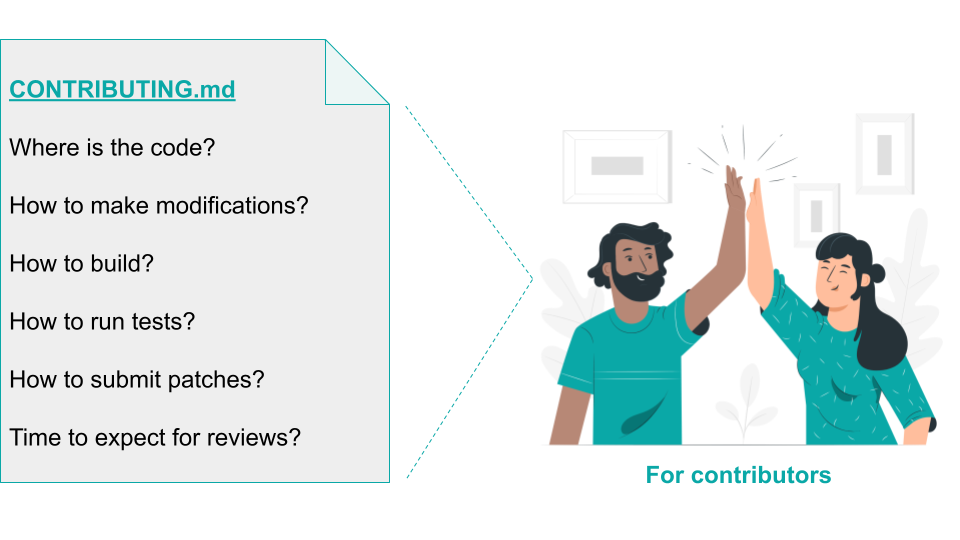 CONTRIBUTING.md
Where is the code?
How to make modifications?
How to build?
How to run tests?
How to submit patches?
Time to expect for reviews?
For contributors